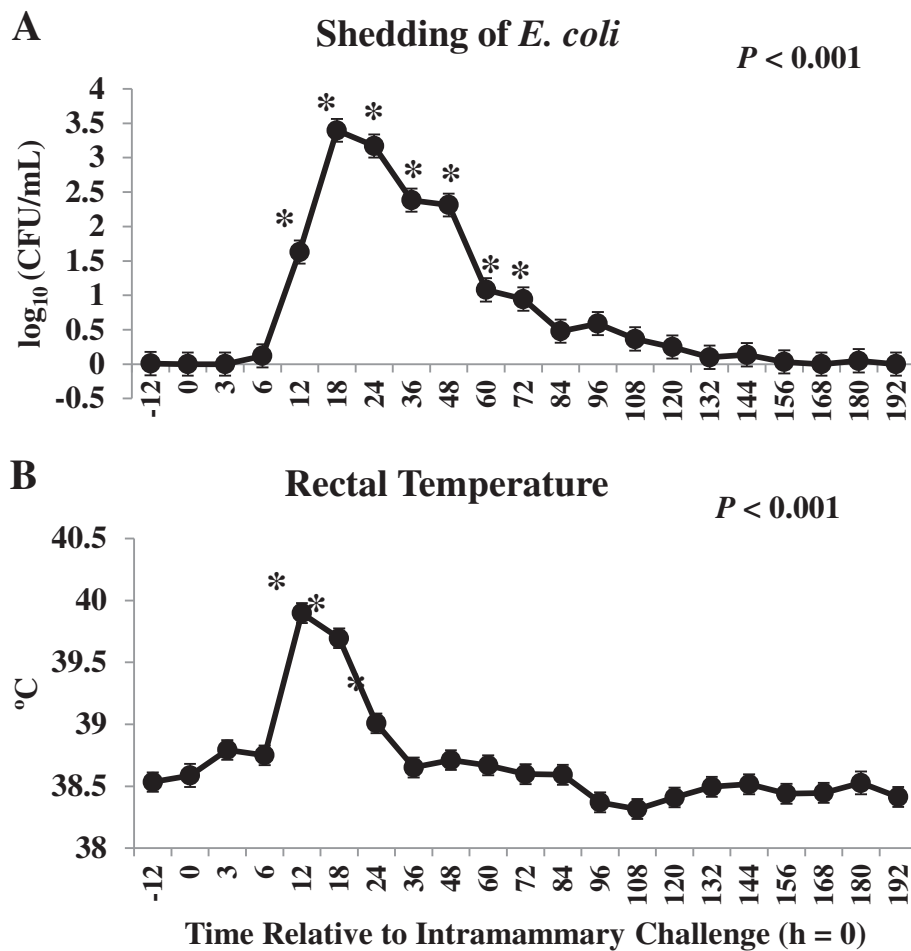 A
Shedding of E. coli
P < 0.001
log₁₀ (CFU/mL)
4
3.5
3
2.5
2
1.5
1
0.5
0
-0.5
* * * * * * *
-12 0 3 6 12 18 24 36 48 60 72 84 96 108 120 132 144 156 168 180 192
B
Rectal Temperature
P < 0.001
ºC
40.5
40
39.5
39
38.5
38
* * *
-12 0 3 6 12 18 24 36 48 60 72 84 96 108 120 132 144 156 168 180 192
Time Relative to Intramammary Challenge (h = 0)